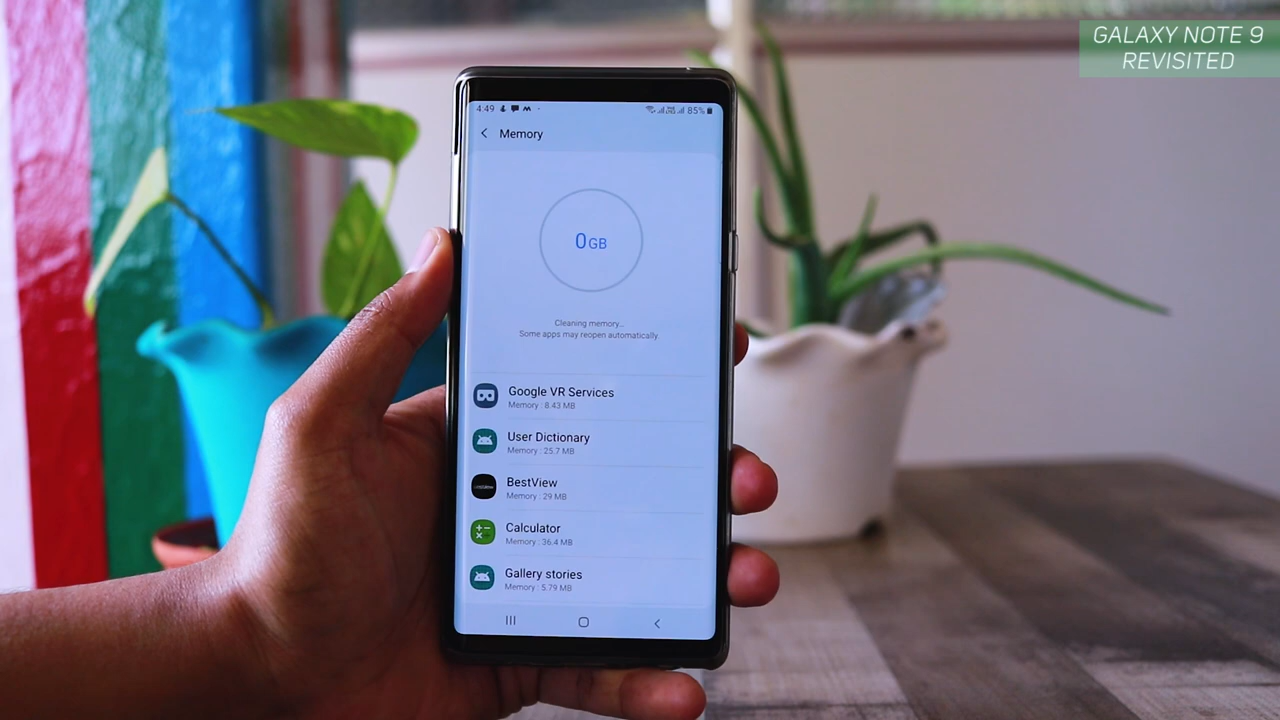 GALAXY NOTE 9
REVISITED
4:49
85%
Memory
0 GB
Cleaning memory...
Some apps may reopen automatically.
Google VR Services
Memory : 8.43 MB
User Dictionary
Memory : 25.7 MB
BestView
Memory : 29 MB
Calculator
Memory : 36.4 MB
Gallery stories
Memory : 5.79 MB